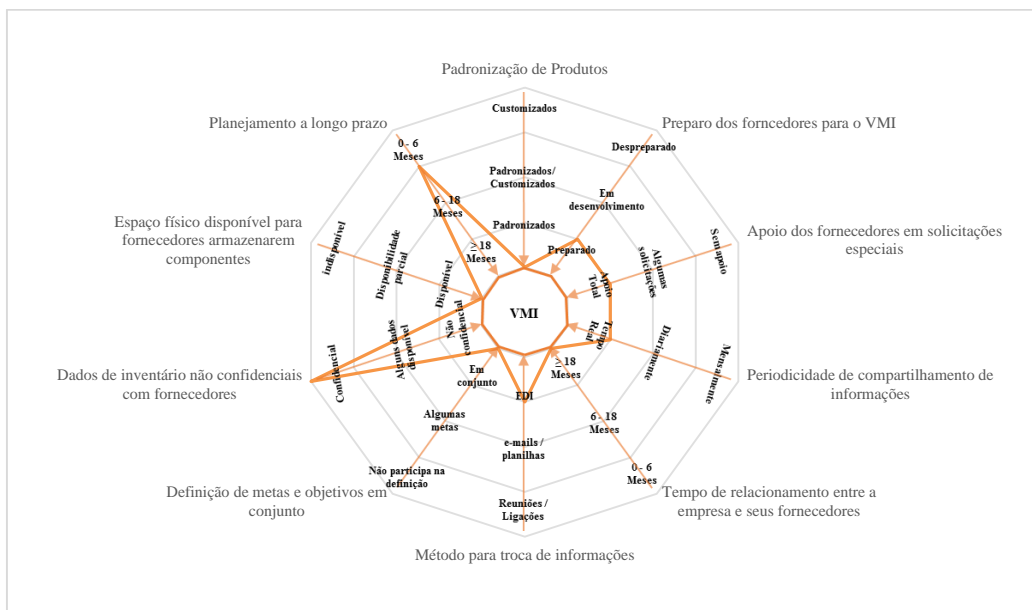 Padronização de Produtos
Customizados
Padronizados/
Customizados
Padronizados
Planejamento a longo prazo
0 - 6
Meses
6 - 18
Meses
> 18
Meses
Preparo dos forncedores para o VMI
Despreparado
Em
desenvolvimento
Preparado
Espaço físico disponível para
fornecedores armazenarem
componentes
indisponível
Disponibilidade
parcial
Disponível
Apoio dos fornecedores em solicitações
especiais
Sem apoio
Algumas
solicitações
Apoio
Total
VMI
Dados de inventário não confidenciais
com fornecedores
Confidencial
Alguns dados
disponível
Não
confidencial
Periodicidade de compartilhamento de
informações
Mensalmente
Diariamente
Tempo
Real
Definição de metas e objetivos em
conjunto
Não participa na
definição
Algumas
metas
Em
conjunto
Tempo de relacionamento entre a
empresa e seus fornecedores
0 - 6
Meses
6 - 18
Meses
> 18
Meses
EDI
e-mails /
planilhas
Reuniões /
Ligações
Método para troca de informações